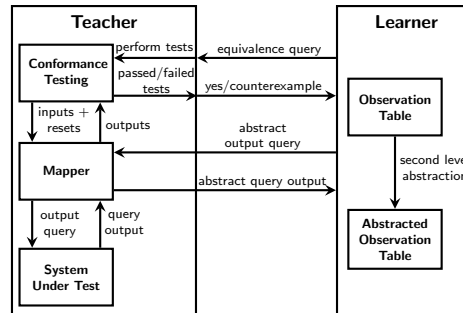 Teacher
Learner
perform tests
equivalence query
Conformance
Testing
passed/failed
tests
yes/counterexample
Observation
Table
inputs +
resets
outputs
abstract
output query
Mapper
abstract query output
second level
abstraction
output
query
query
output
Abstracted
Observation
Table
System
Under Test